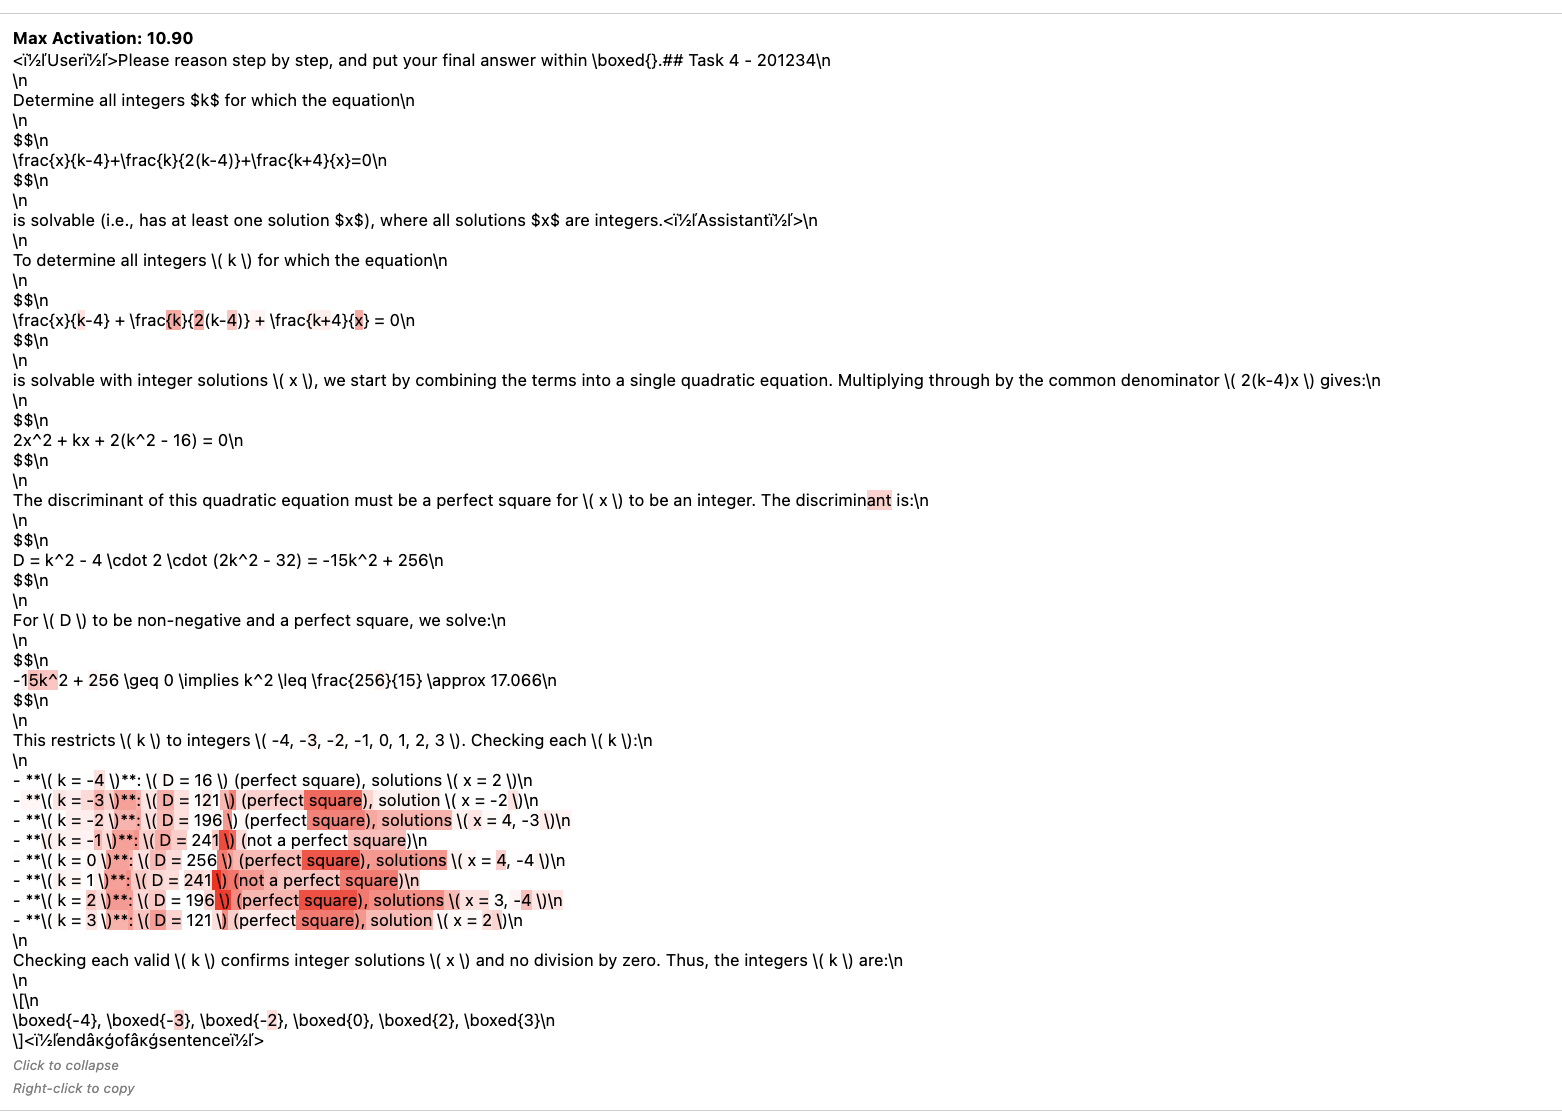 Max Activation: 10.90
<ï½ľUserï½ľ>Please reason step by step, and put your final answer within \boxed{}.## Task 4 - 201234\n
\n
Determine all integers $k$ for which the equation\n
\n
$$\n
\frac{x}{k-4}+\frac{k}{2(k-4)}+\frac{k+4}{x}=0\n
$$\n
\n
is solvable (i.e., has at least one solution $x$), where all solutions $x$ are integers.<ï½ľAssistantï½ľ>\n
\n
To determine all integers \( k \) for which the equation\n
\n
$$\n
\frac{x}{k-4} + \frac{k}{2(k-4)} + \frac{k+4}{x} = 0\n
$$\n
\n
is solvable with integer solutions \( x \), we start by combining the terms into a single quadratic equation. Multiplying through by the common denominator \( 2(k-4)x \) gives:\n
\n
$$\n
2x^2 + kx + 2(k^2 - 16) = 0\n
$$\n
\n
The discriminant of this quadratic equation must be a perfect square for \( x \) to be an integer. The discriminant is:\n
\n
$$\n
D = k^2 - 4 \cdot 2 \cdot (2k^2 - 32) = -15k^2 + 256\n
$$\n
\n
For \( D \) to be non-negative and a perfect square, we solve:\n
\n
$$\n
-15k^2 + 256 \geq 0 \implies k^2 \leq \frac{256}{15} \approx 17.066\n
$$\n
\n
This restricts \( k \) to integers \( -4, -3, -2, -1, 0, 1, 2, 3 \). Checking each \( k \):\n
\n
- **\( k = -4 \)**: \( D = 16 \) (perfect square), solutions \( x = 2 \)\n
- **\( k = -3 \)**: \( D = 121 \) (perfect square), solution \( x = -2 \)\n
- **\( k = -2 \)**: \( D = 196 \) (perfect square), solutions \( x = 4, -3 \)\n
- **\( k = -1 \)**: \( D = 241 \) (not a perfect square)\n
- **\( k = 0 \)**: \( D = 256 \) (perfect square), solutions \( x = 4, -4 \)\n
- **\( k = 1 \)**: \( D = 241 \) (not a perfect square)\n
- **\( k = 2 \)**: \( D = 196 \) (perfect square), solutions \( x = 3, -4 \)\n
- **\( k = 3 \)**: \( D = 121 \) (perfect square), solution \( x = 2 \)\n
\n
Checking each valid \( k \) confirms integer solutions \( x \) and no division by zero. Thus, the integers \( k \) are:\n
\n
\[\n
\boxed{-4}, \boxed{-3}, \boxed{-2}, \boxed{0}, \boxed{2}, \boxed{3}\n
\]<ï½ľendâĸģofâĸģsentenceï½ľ>
Click to collapse
Right-click to copy